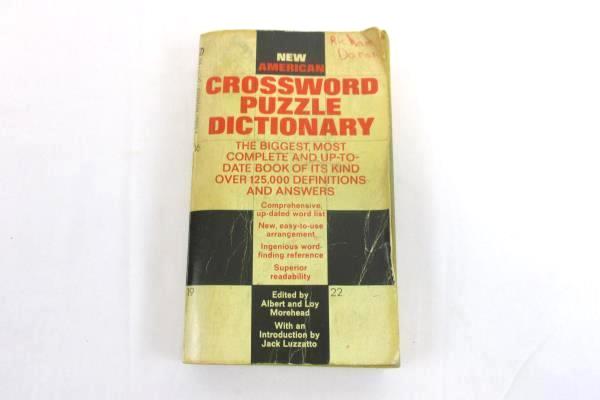 NEW
AMERICAN
CROSSWORD
PUZZLE
DICTIONARY
THE BIGGEST, MOST
COMPLETE AND UP-TO-
DATE BOOK OF ITS KIND
OVER 125,000 DEFINITIONS
AND ANSWERS
Comprehensive,
up-dated word list
New, easy-to-use
arrangement,
Ingenious word-
finding reference
Superior
readability
19
22
Edited by
Albert and Loy
Morehead
With an
Introduction by
Jack Luzzatto